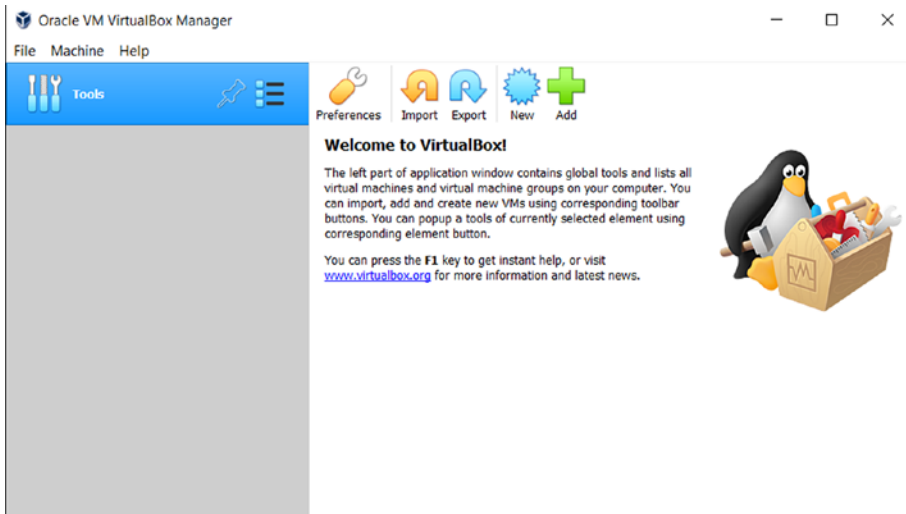 Oracle VM VirtualBox Manager
File Machine Help
Tools
Preferences Import Export New Add
Welcome to VirtualBox!
The left part of application window contains global tools and lists all
virtual machines and virtual machine groups on your computer. You
can import, add and create new VMs using corresponding toolbar
buttons. You can popup a tools of currently selected element using
corresponding element button.
You can press the F1 key to get instant help, or visit
www.virtualbox.org for more information and latest news.